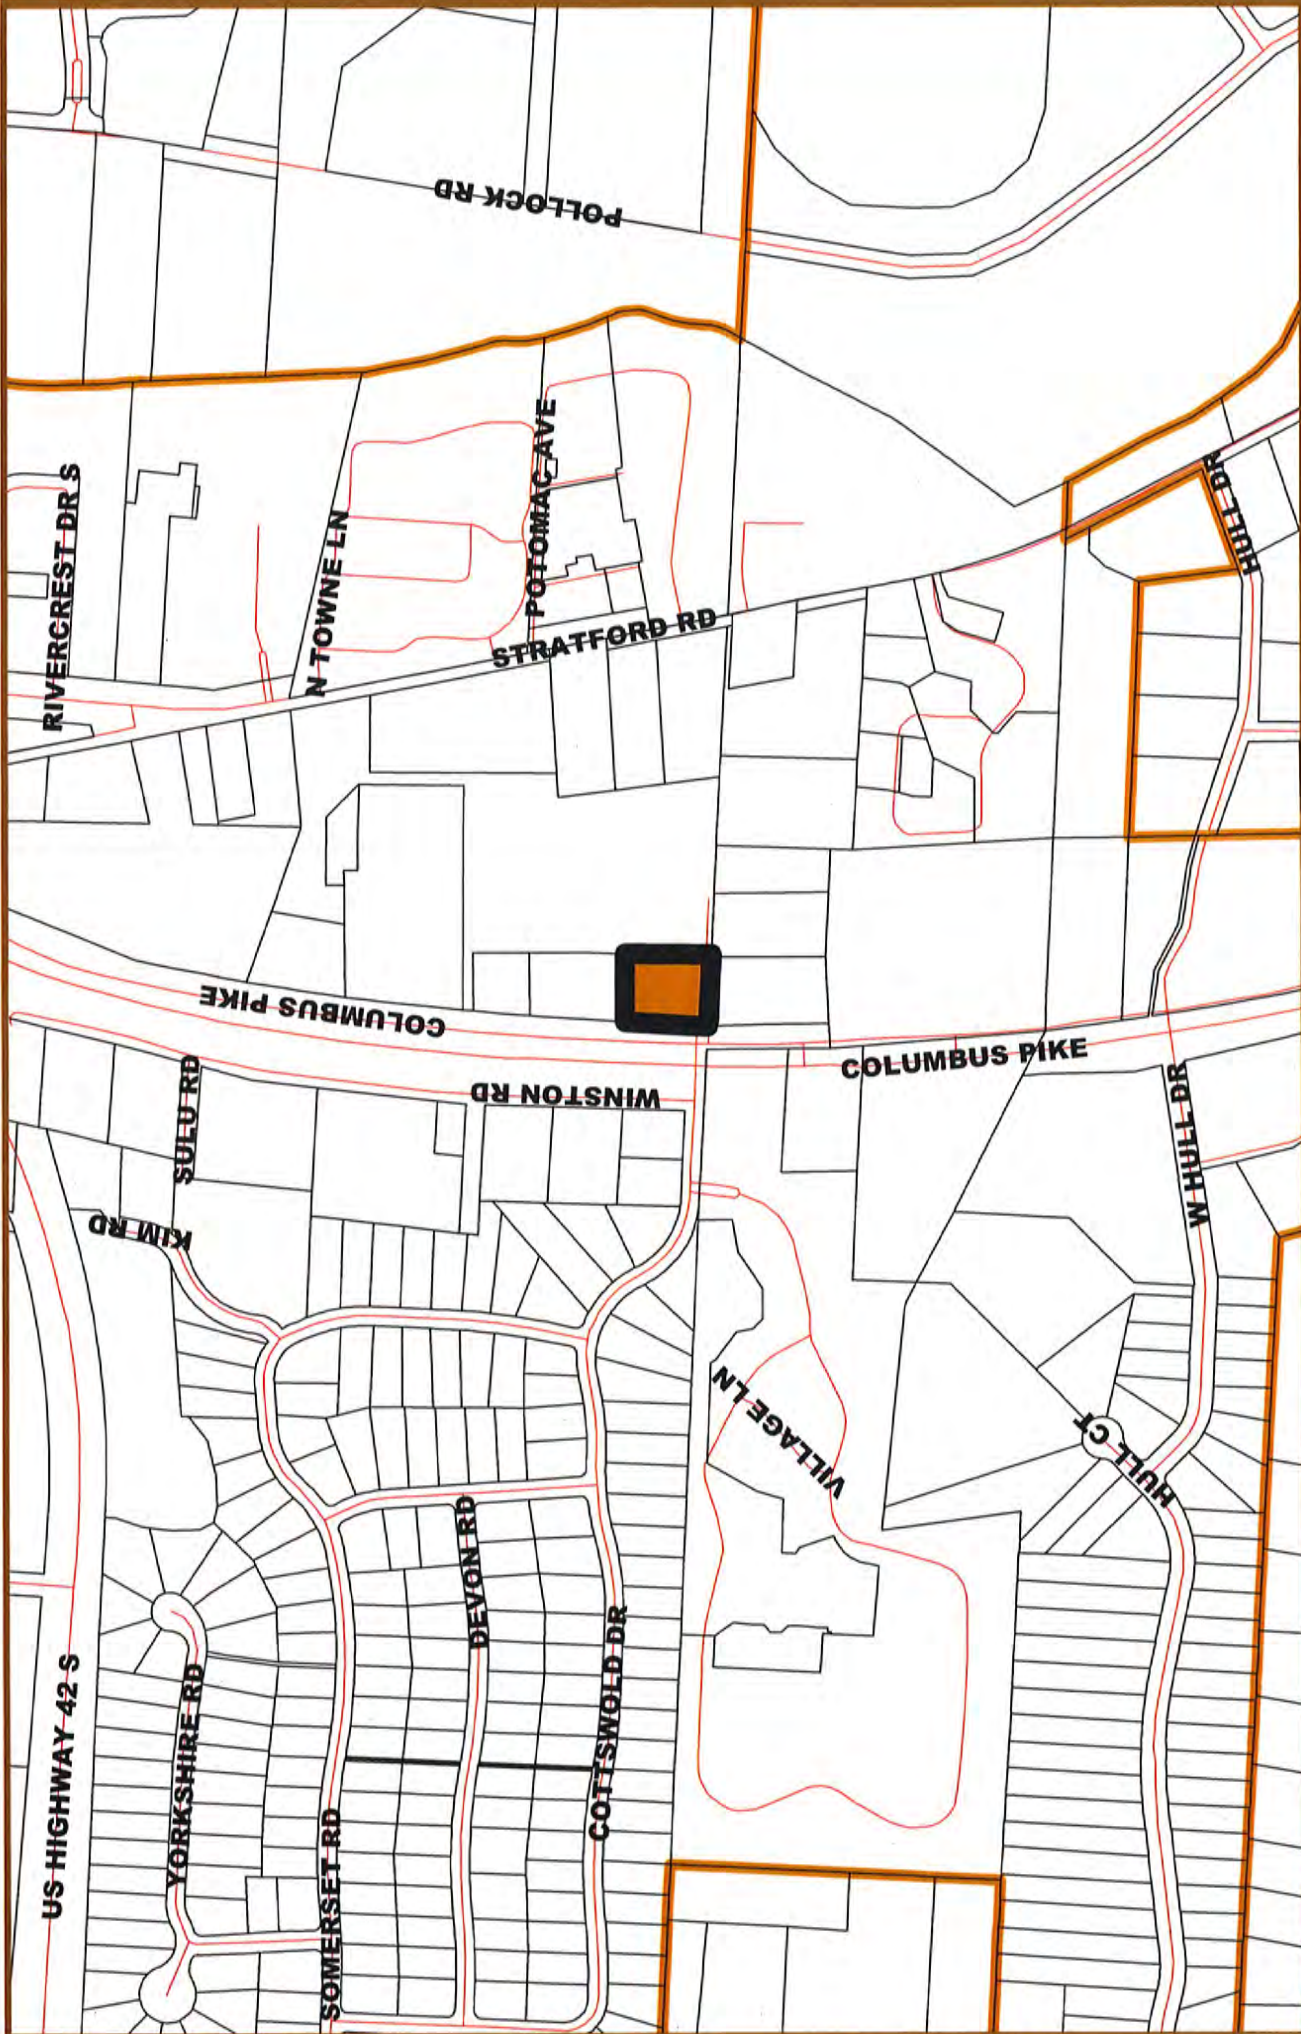 POLLOCK RD
POTOMAC AVE
RIVERCREST DR S
N TOWNE LN
HULL DR
STRATFORD RD
COLUMBUS PIKE
COLUMBUS PIKE
WINSTON RD
SULU RD
W HULL DR
KIM RD
VILLAGE LN
HULL CT
DEVON RD
COTTSWOLD DR
US HIGHWAY 42 S
YORKSHIRE RD
SOMERSET RD